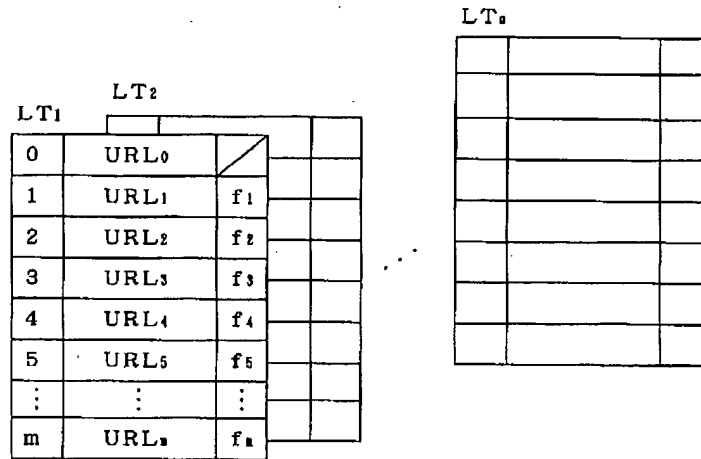 LTn
LT2
LT1
0 URL0
1 URL1 f1
2 URL2 f2
3 URL3 f3
4 URL4 f4
5 URL5 f5
⋮ ⋮ ⋮
m URLm fm